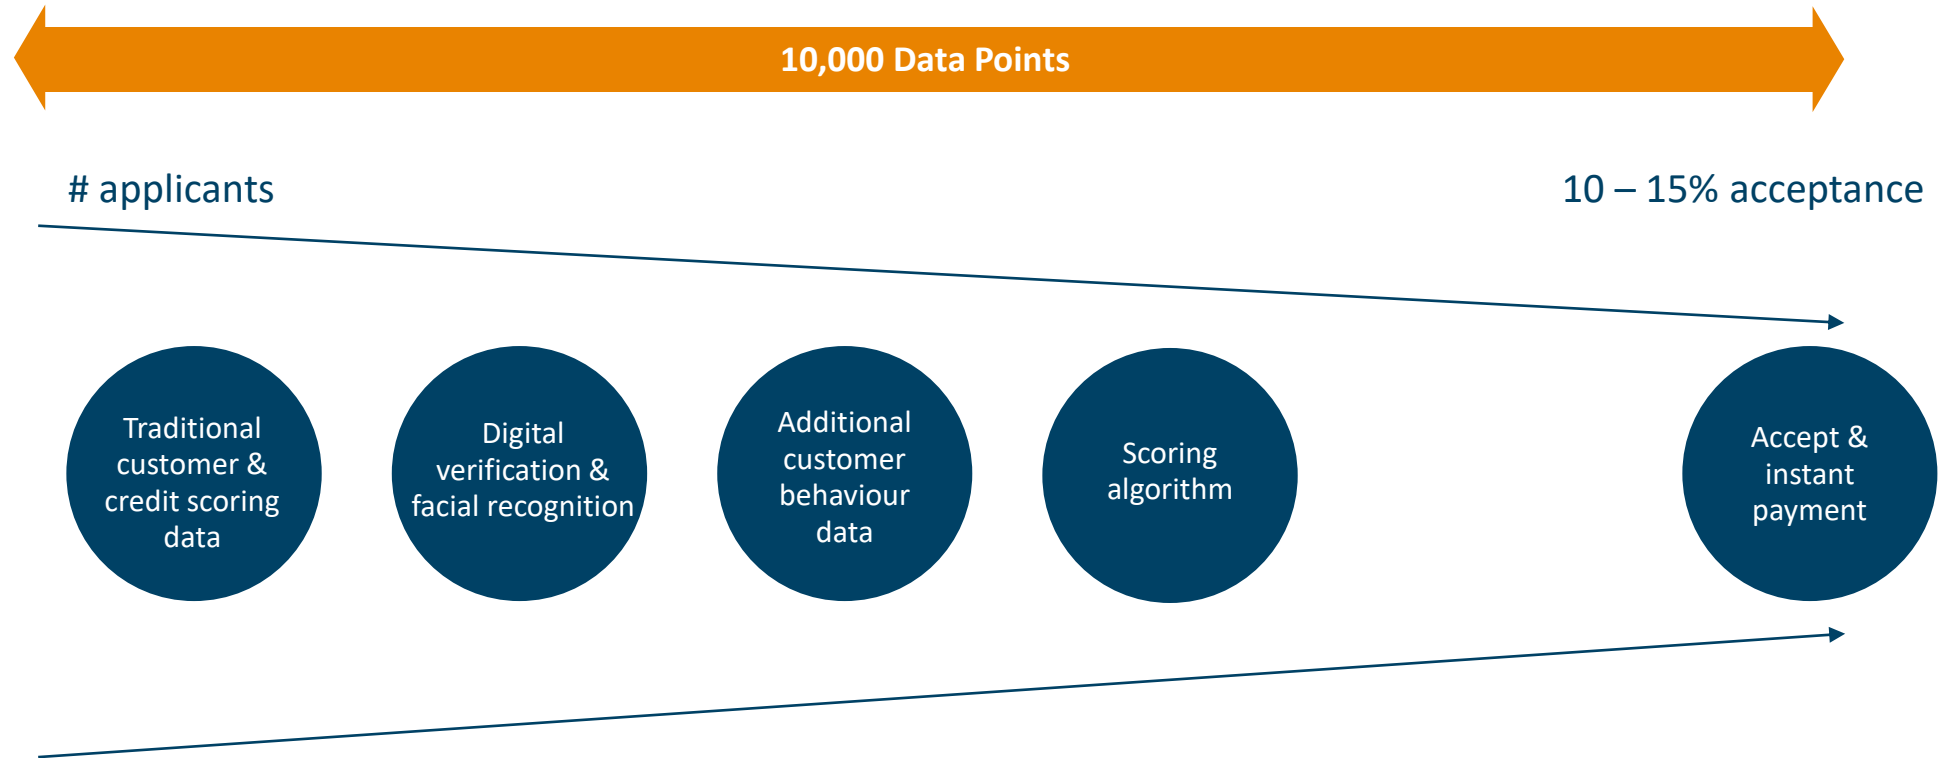 10,000 Data Points
# applicants
10 – 15% acceptance
Traditional
customer &
credit scoring
data
Digital
verification &
facial recognition
Additional
customer
behaviour
data
Scoring
algorithm
Accept &
instant
payment